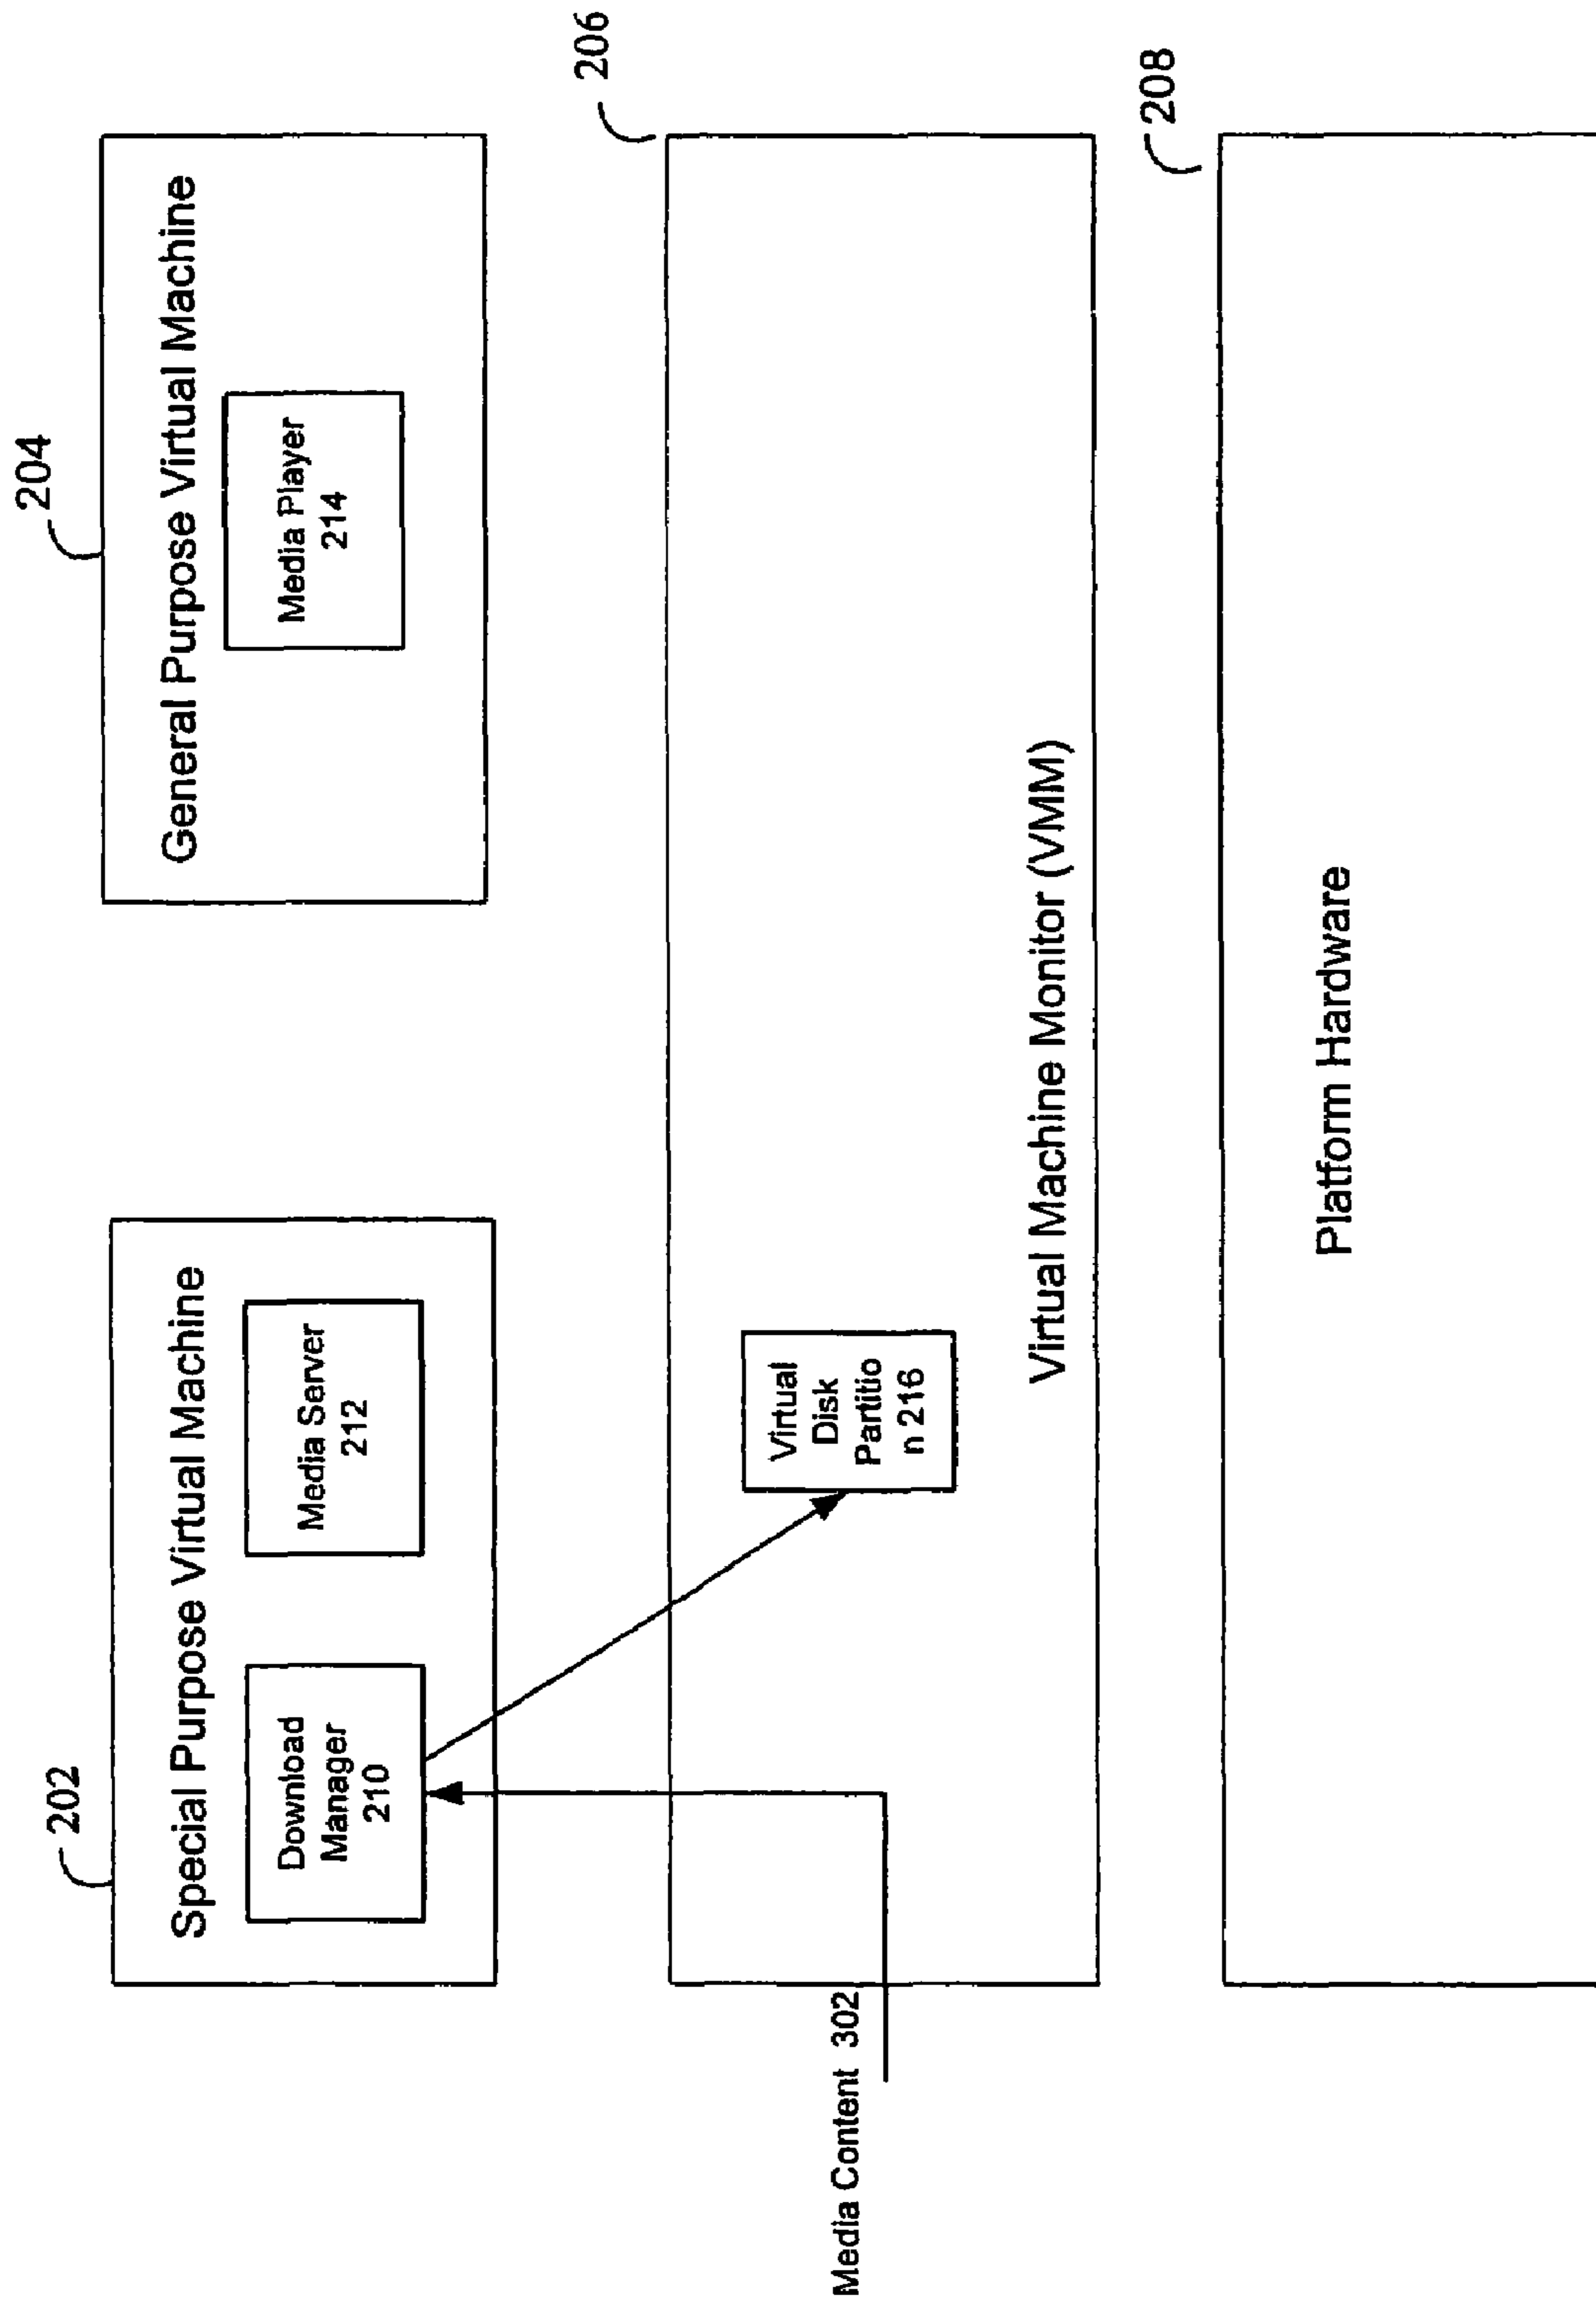 202
204
Special Purpose Virtual Machine
General Purpose Virtual Machine
Download
Manager
210
Media Server
212
Media Player
214
206
Media Content 302
Virtual
Disk
Partitio
n 216
Virtual Machine Monitor (VMM)
208
Platform Hardware